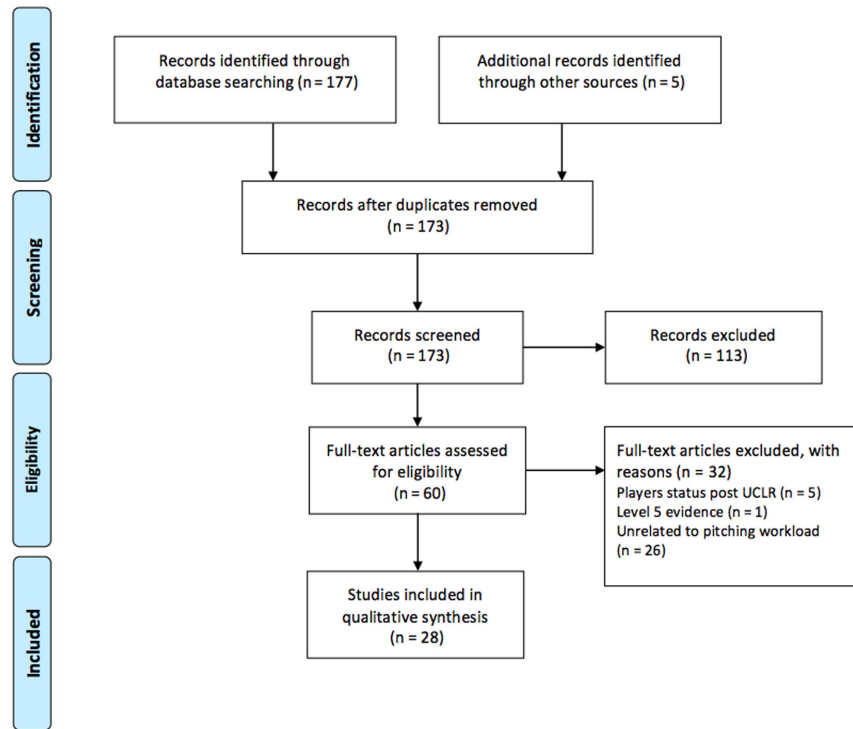 Identification
Records identified through
database searching (n = 177)
Additional records identified
through other sources (n = 5)
Records after duplicates removed
(n = 173)
Screening
Records screened
(n = 173)
Records excluded
(n = 113)
Eligibility
Full-text articles assessed
for eligibility
(n = 60)
Full-text articles excluded, with
reasons (n = 32)
Players status post UCLR (n = 5)
Level 5 evidence (n = 1)
Unrelated to pitching workload
(n = 26)
Included
Studies included in
qualitative synthesis
(n = 28)